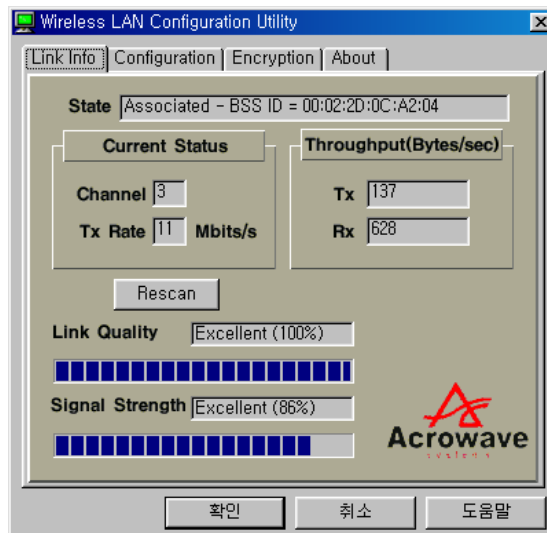 Wireless LAN Configuration Utility
Link Info Configuration Encryption About
State Associated - BSS ID = 00:02:2D:0C:A2:04
Current Status
Channel 3
Tx Rate 11 Mbits/s
Throughput(Bytes/sec)
Tx 137
Rx 628
Rescan
Link Quality Excellent (100%)
Signal Strength Excellent (86%)
Acrowave
systems
확인 취소 도움말